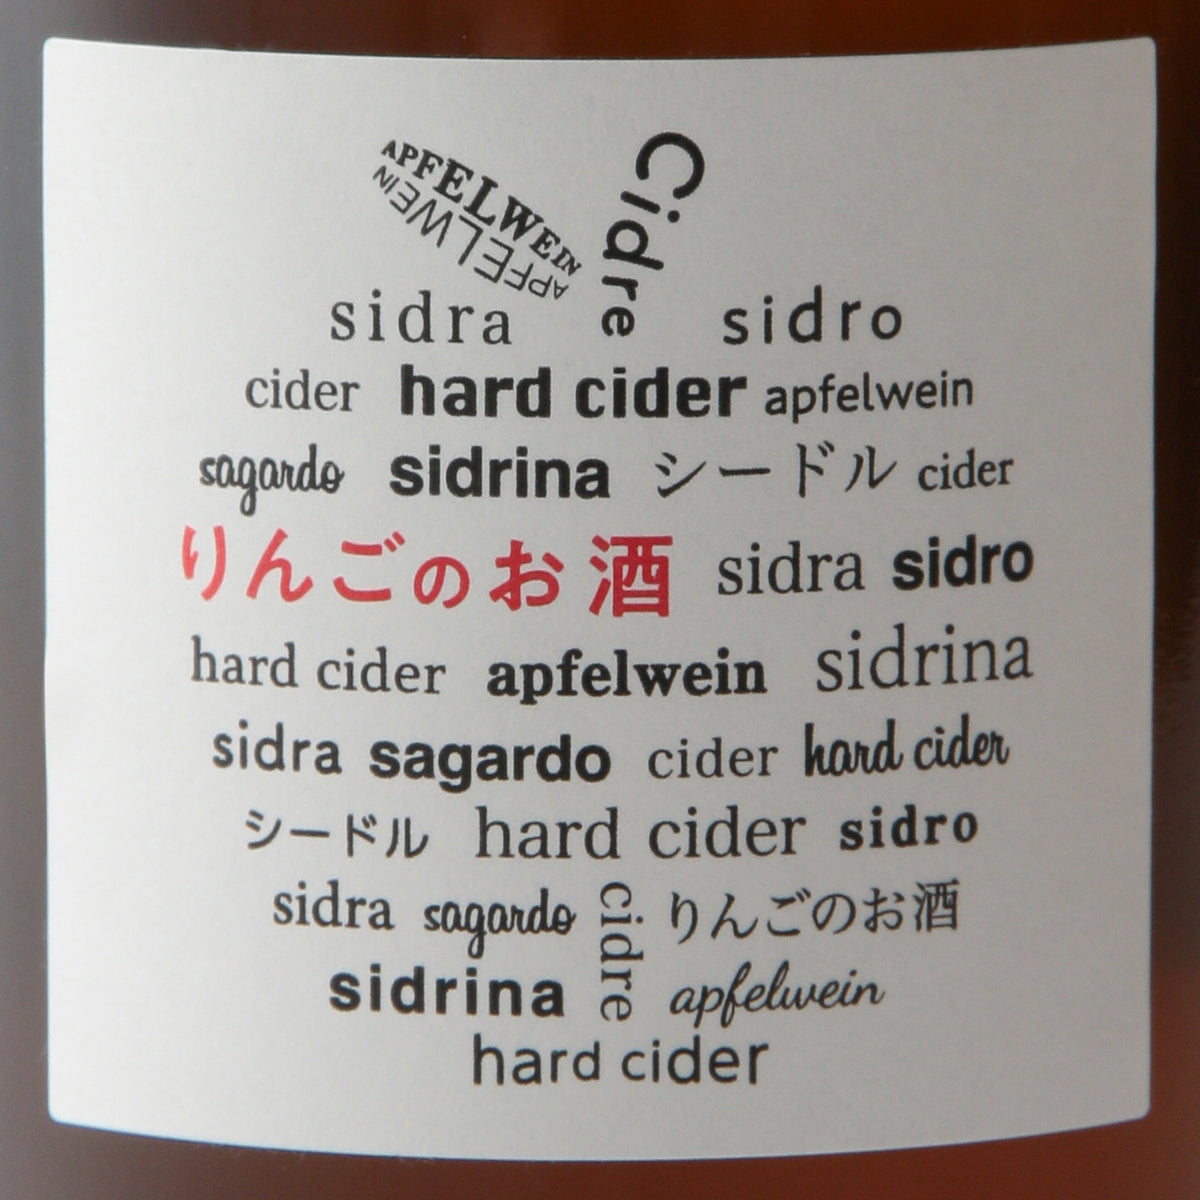 APFELWEIN
APFELWEIN
Cidre
sidra sidro
cider hard cider apfelwein
sagardo sidrina シードル cider
りんごのお酒 sidra sidro
hard cider apfelwein sidrina
sidra sagardo cider hard cider
シードル hard cider sidro
sidra sagardo cidre りんごのお酒
sidrina apfelwein
hard cider